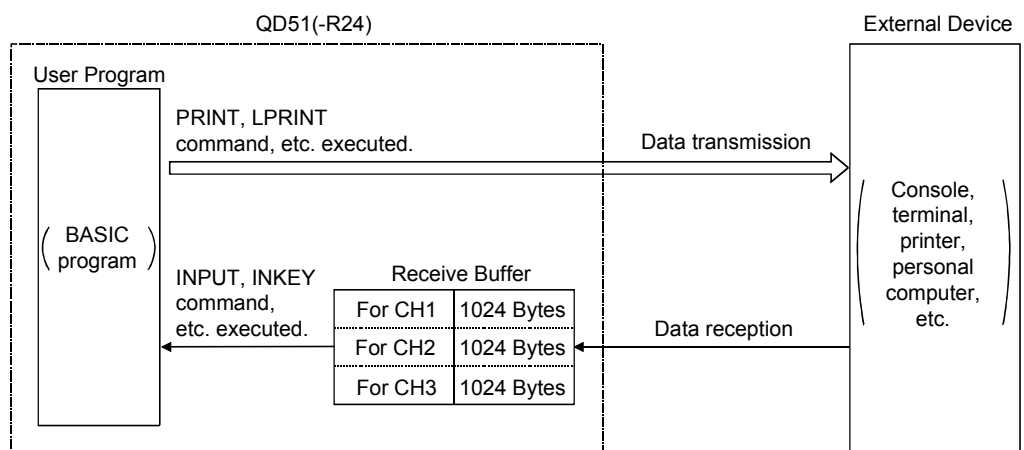 QD51(-R24)
External Device
User Program
PRINT, LPRINT
command, etc. executed.
Data transmission
( BASIC
program )
INPUT, INKEY
command,
etc. executed.
Receive Buffer
For CH1 1024 Bytes
For CH2 1024 Bytes
For CH3 1024 Bytes
Data reception
( Console,
terminal,
printer,
personal
computer,
etc. )